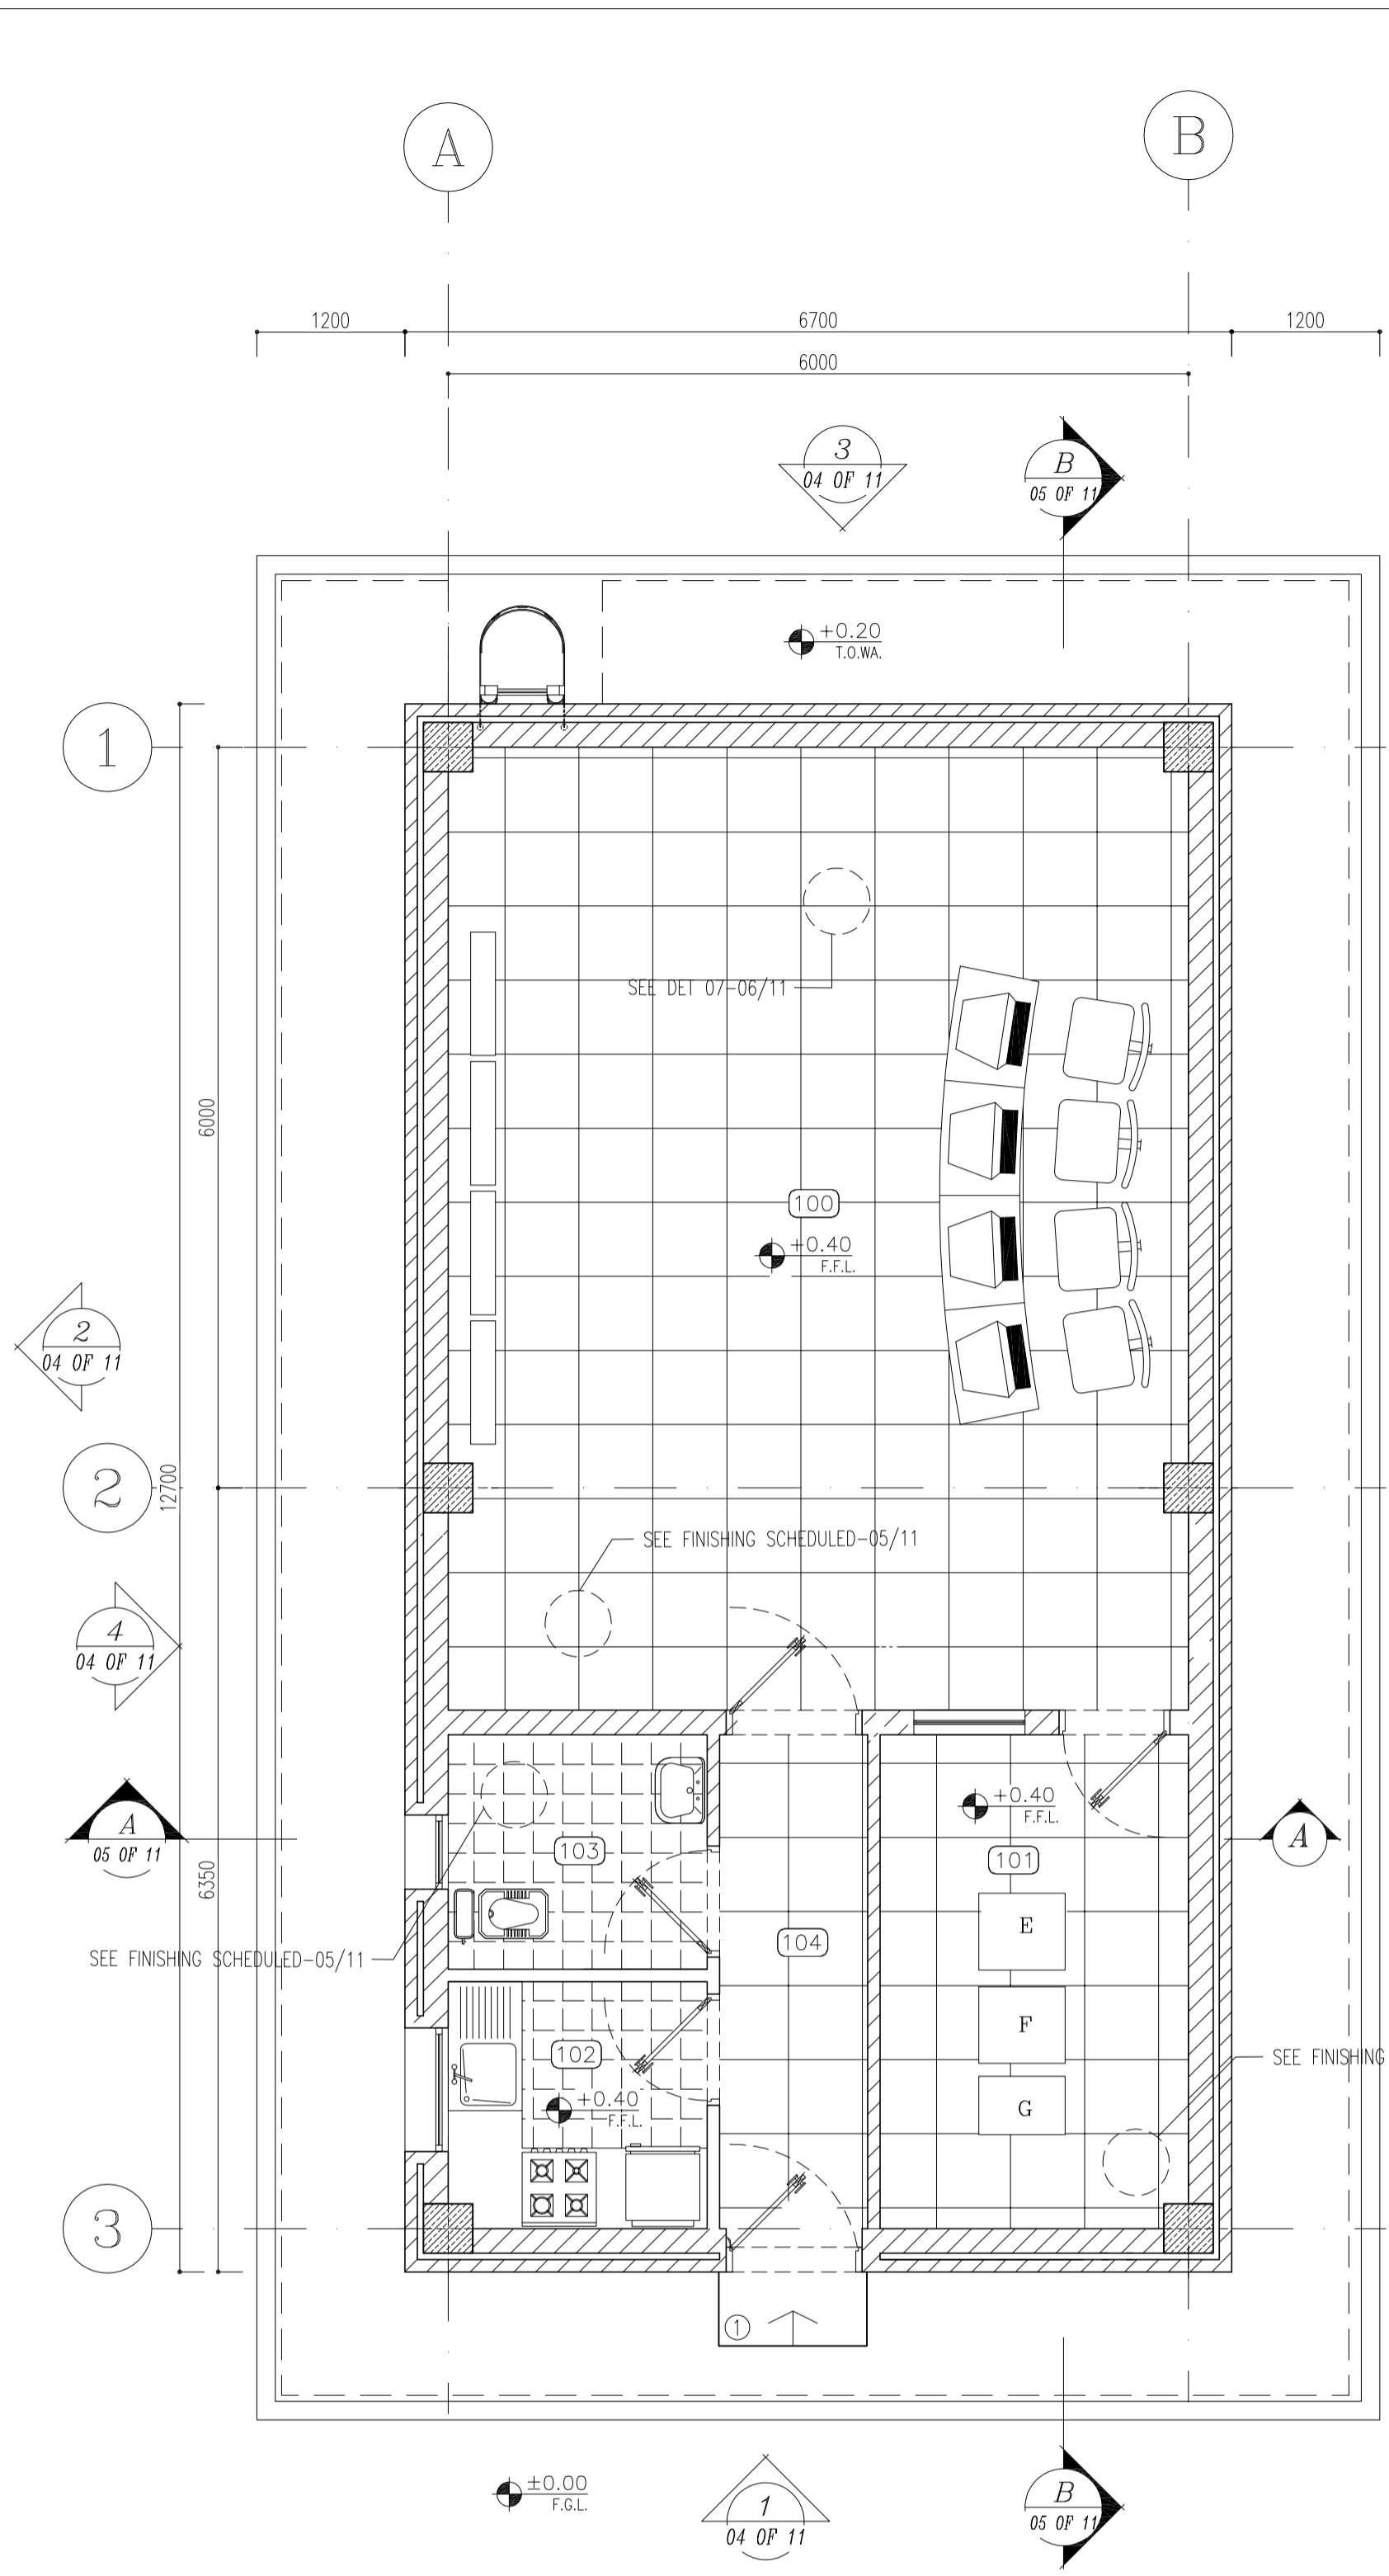 A
B
1200
6700
1200
6000
3
04 OF 11
B
05 OF 11
+0.20
T.O.WA.
1
SEE DET 07-06/11
6000
100
+0.40
F.F.L.
2
04 OF 11
2
12700
SEE FINISHING SCHEDULED-05/11
4
04 OF 11
+0.40
F.F.L.
A
05 OF 11
103
101
A
6350
E
104
SEE FINISHING SCHEDULED-05/11
F
102
SEE FINISHING
+0.40
F.F.L.
G
3
1
±0.00
F.G.L.
1
04 OF 11
B
05 OF 11